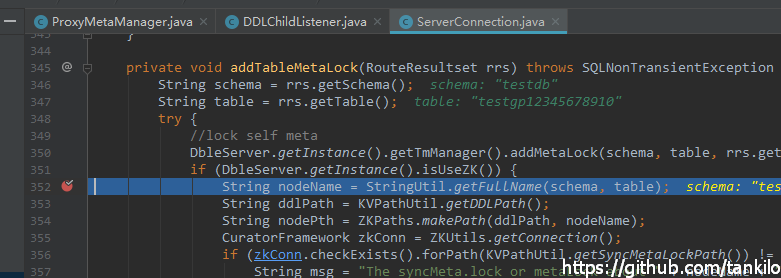 ProxyMetaManager.java DDLChildListener.java ServerConnection.java
343 }
344
345 @ private void addTableMetaLock(RouteResultset rrs) throws SQLNonTransientException
346 String schema = rrs.getSchema(); schema: "testdb"
347 String table = rrs.getTable(); table: "testgp12345678910"
348 try {
349 //lock self meta
350 DbleServer.getInstance().getTmManager().addMetaLock(schema, table, rrs.get
351 if (DbleServer.getInstance().isUseZK()) {
352 String nodeName = StringUtil.getFullName(schema, table); schema: "tes
353 String ddlPath = KVPathUtil.getDDLPath();
354 String nodePth = ZKPaths.makePath(ddlPath, nodeName);
355 CuratorFramework zkConn = ZKUtils.getConnection();
356 if (zkConn.checkExists().forPath(KVPathUtil.getSyncMetaLockPath()) !=
357 String msg = "The syncMeta.lock or meta
https://github.com/tankilo